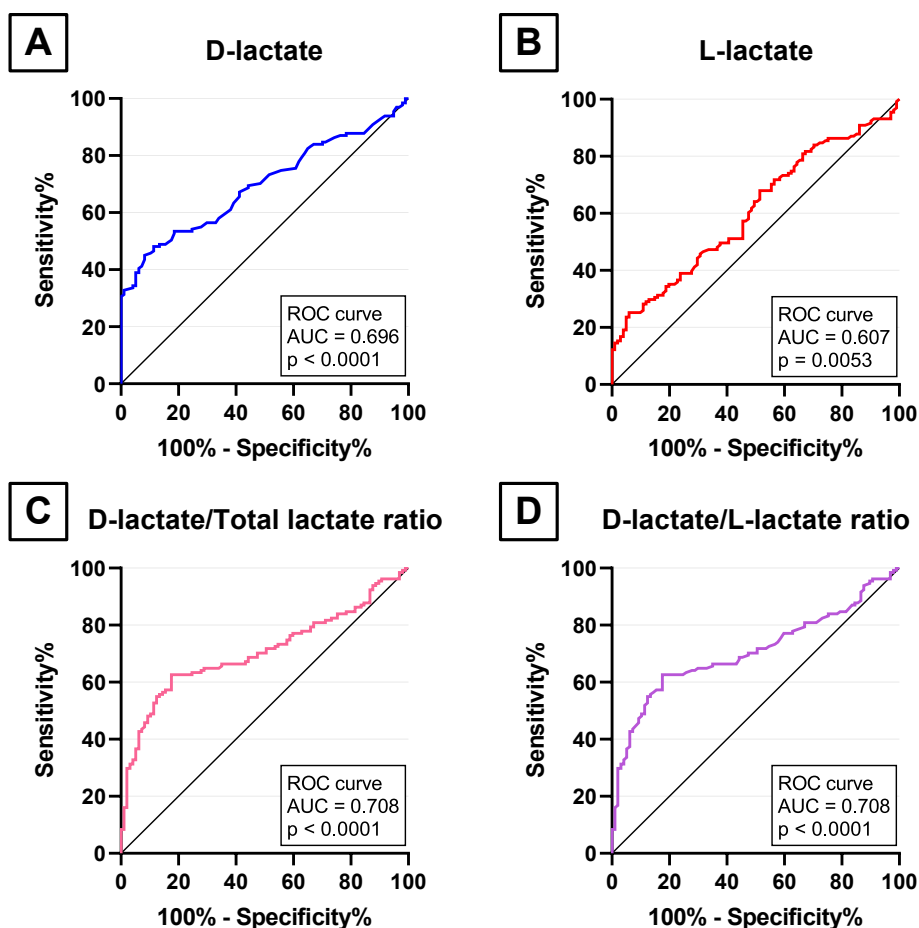 A
D-lactate
Sensitivity%
100
80
60
40
20
0
0 20 40 60 80 100
100% - Specificity%
ROC curve
AUC = 0.696
p < 0.0001
B
L-lactate
Sensitivity%
100
80
60
40
20
0
0 20 40 60 80 100
100% - Specificity%
ROC curve
AUC = 0.607
p = 0.0053
C
D-lactate/Total lactate ratio
Sensitivity%
100
80
60
40
20
0
0 20 40 60 80 100
100% - Specificity%
ROC curve
AUC = 0.708
p < 0.0001
D
D-lactate/L-lactate ratio
Sensitivity%
100
80
60
40
20
0
0 20 40 60 80 100
100% - Specificity%
ROC curve
AUC = 0.708
p < 0.0001